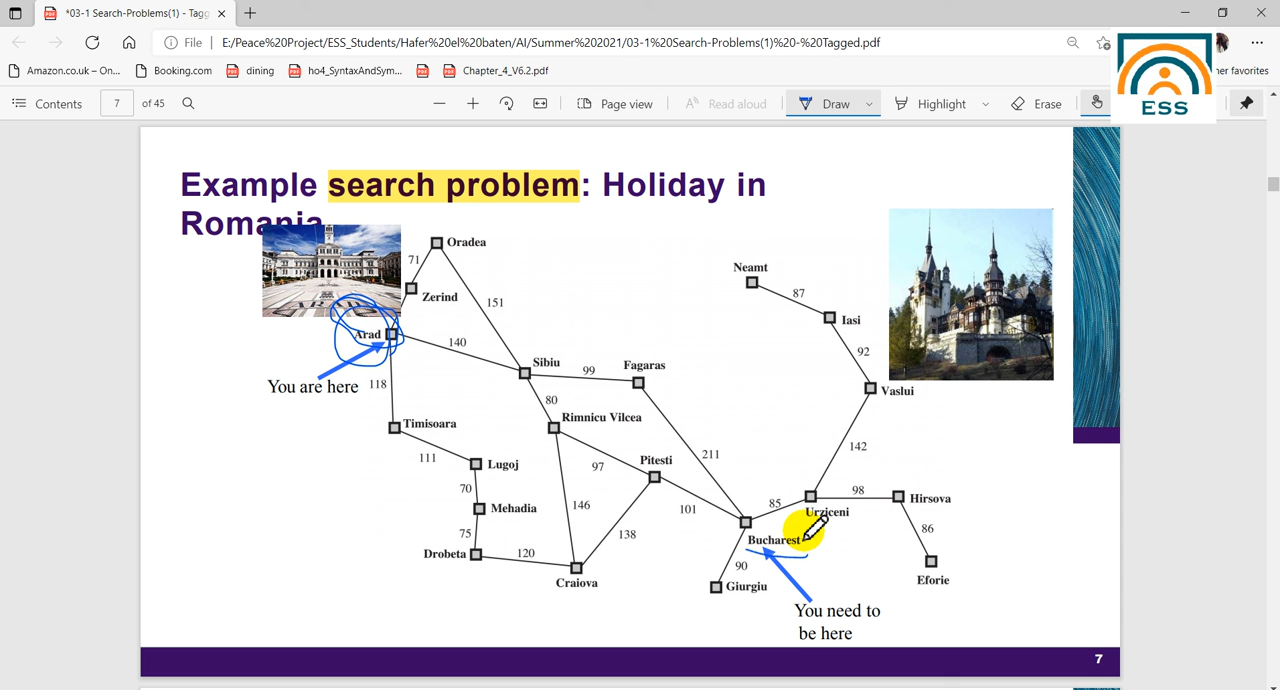 *03-1 Search-Problems(1) - Tagg
File
E:/Peace%20Project/ESS_Students/Hafer%20el%20baten/AI/Summer%202021/03-1%20Search-Problems(1)%20-%20Tagged.pdf
Amazon.co.uk – On...
Booking.com
dining
ho4_SyntaxAndSym...
Chapter_4_V6.2.pdf
her favorites
Contents
7
of 45
Page view
Read aloud
Draw
Highlight
Erase
ESS
Example search problem: Holiday in
Romania
Oradea
71
Zerind
151
Neamt
87
Iasi
Arad
140
92
Sibiu
Fagaras
99
You are here
118
80
Vaslui
Rimnicu Vilcea
Timisoara
142
111
Lugoj
97
Pitesti
211
70
98
Hirsova
146
85
Mehadia
101
Urziceni
75
138
86
Bucharest
Drobeta
120
90
Craiova
Giurgiu
Eforie
You need to
be here
7